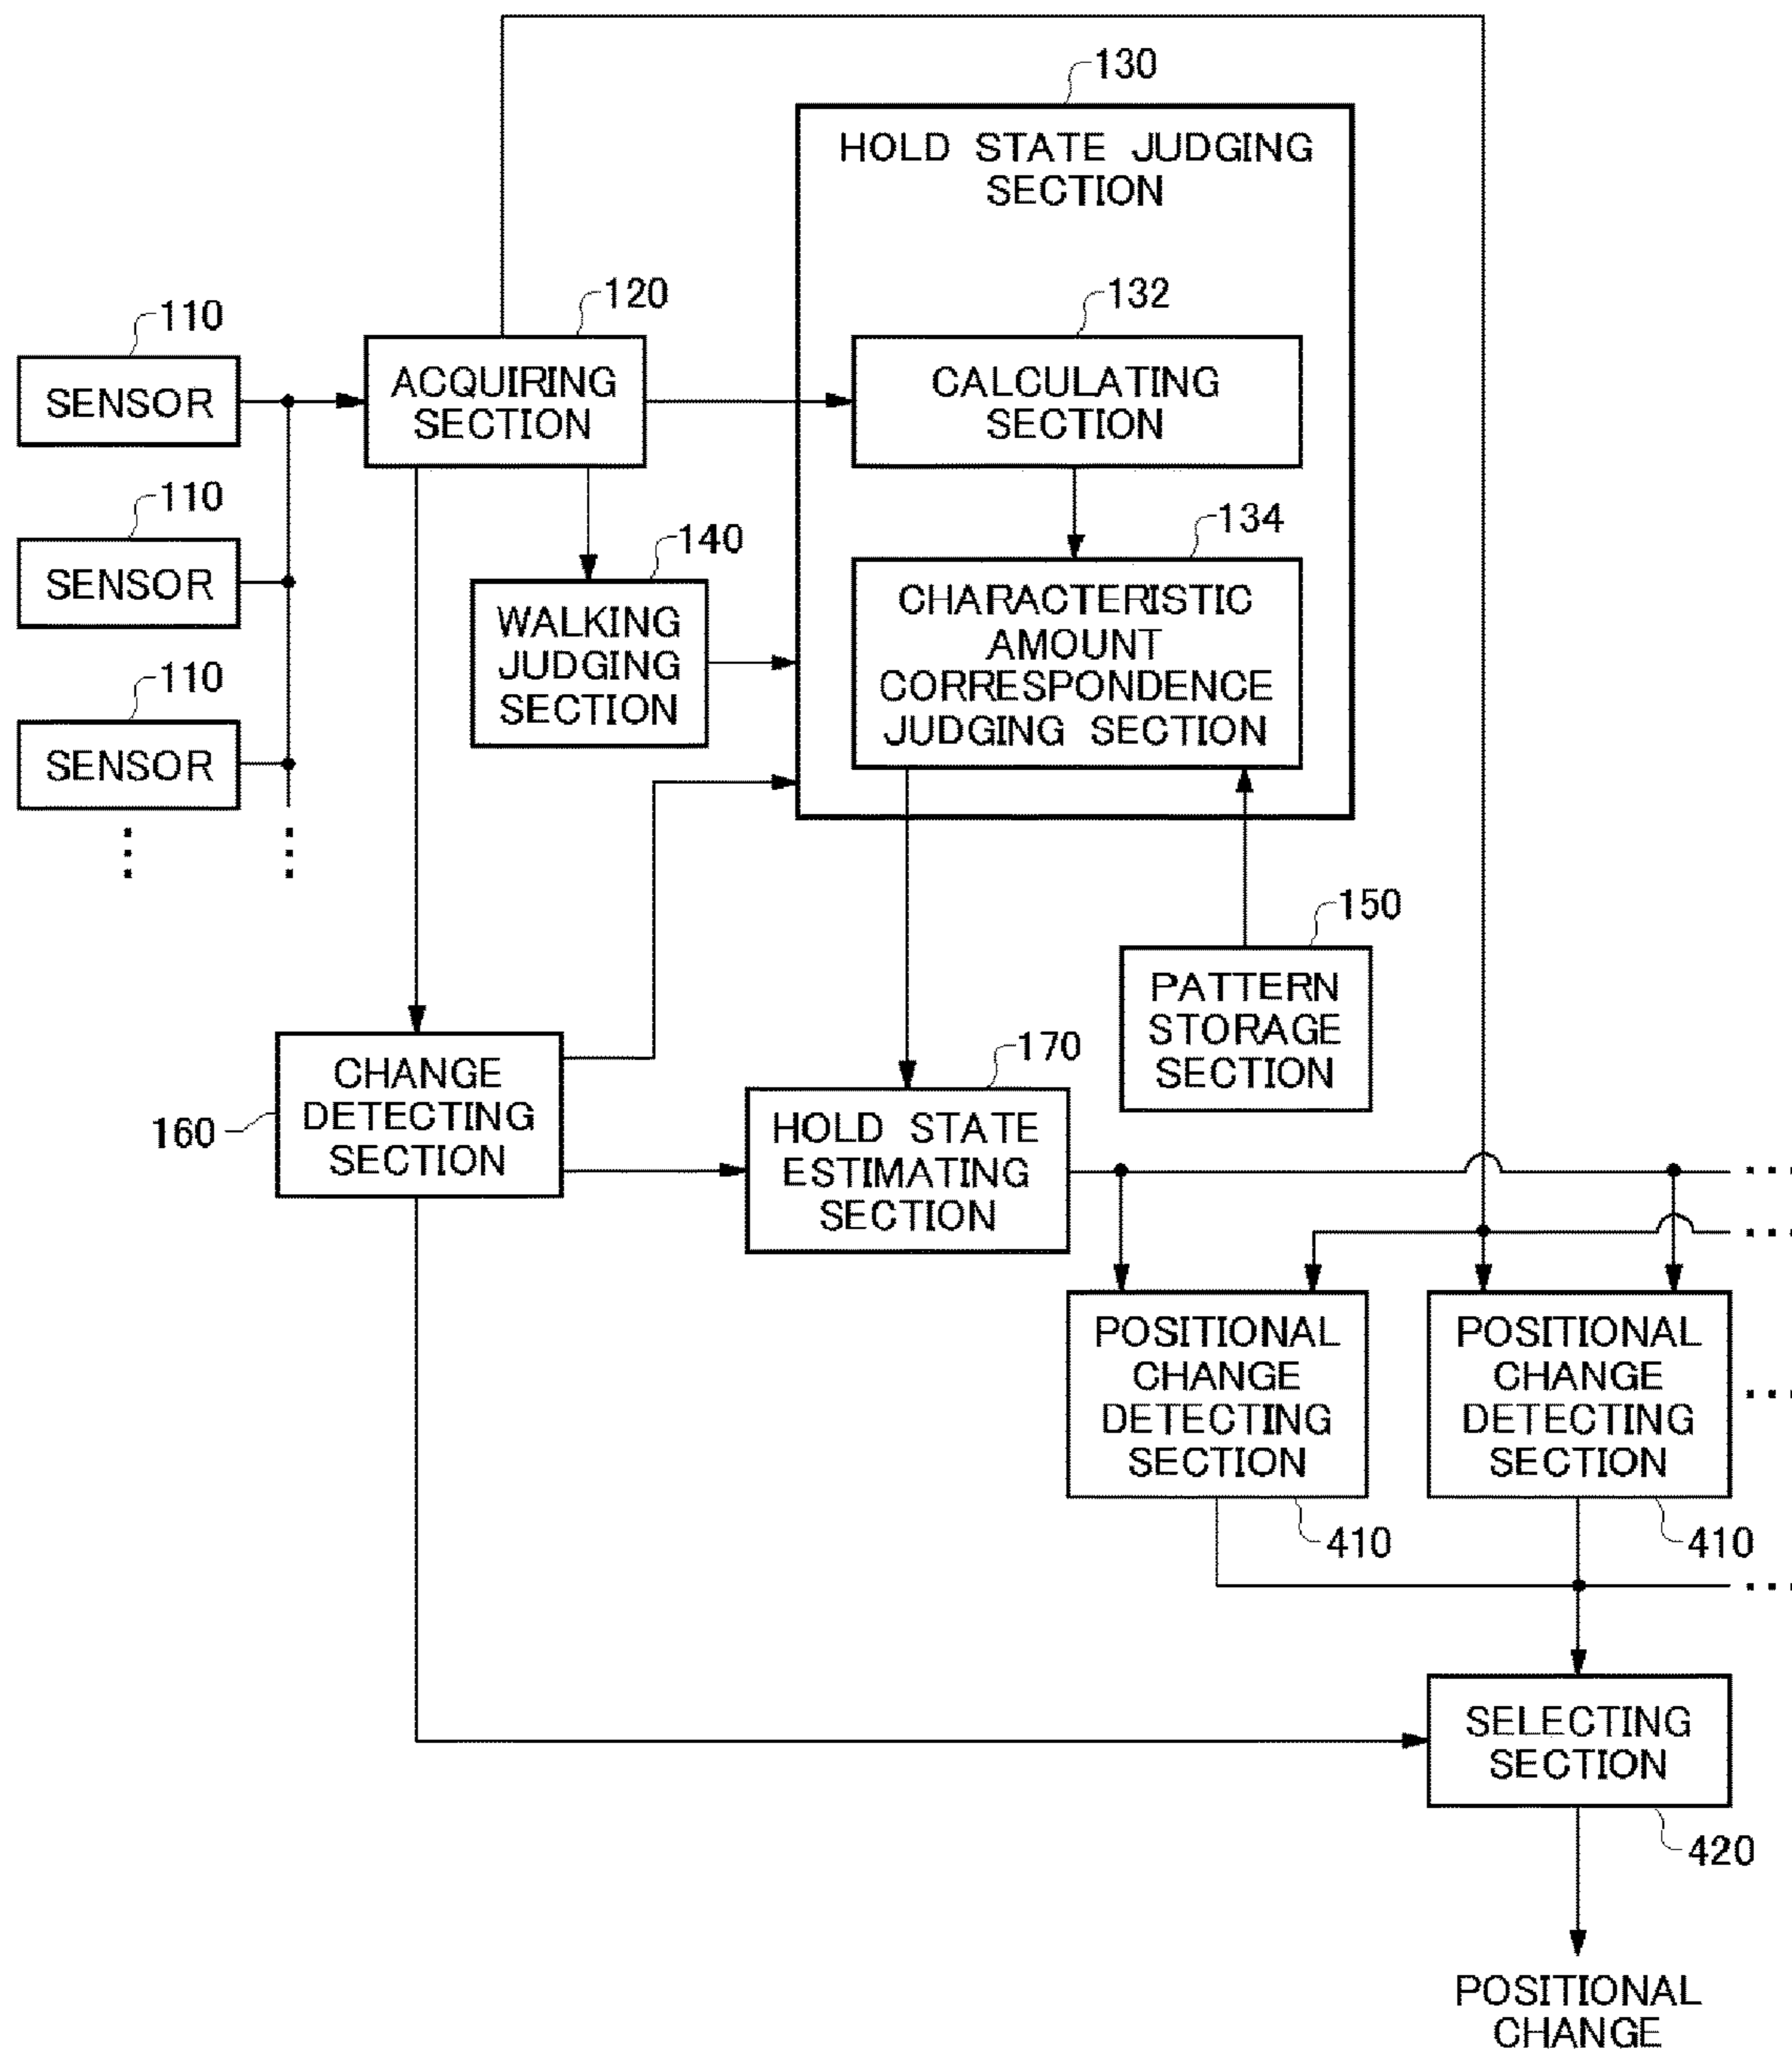 130
HOLD STATE JUDGING
SECTION
110
SENSOR
120
ACQUIRING
SECTION
132
CALCULATING
SECTION
110
SENSOR
140
WALKING
JUDGING
SECTION
134
CHARACTERISTIC
AMOUNT
CORRESPONDENCE
JUDGING SECTION
110
SENSOR
150
PATTERN
STORAGE
SECTION
160
CHANGE
DETECTING
SECTION
170
HOLD STATE
ESTIMATING
SECTION
POSITIONAL
CHANGE
DETECTING
SECTION
410
POSITIONAL
CHANGE
DETECTING
SECTION
410
SELECTING
SECTION
420
POSITIONAL
CHANGE